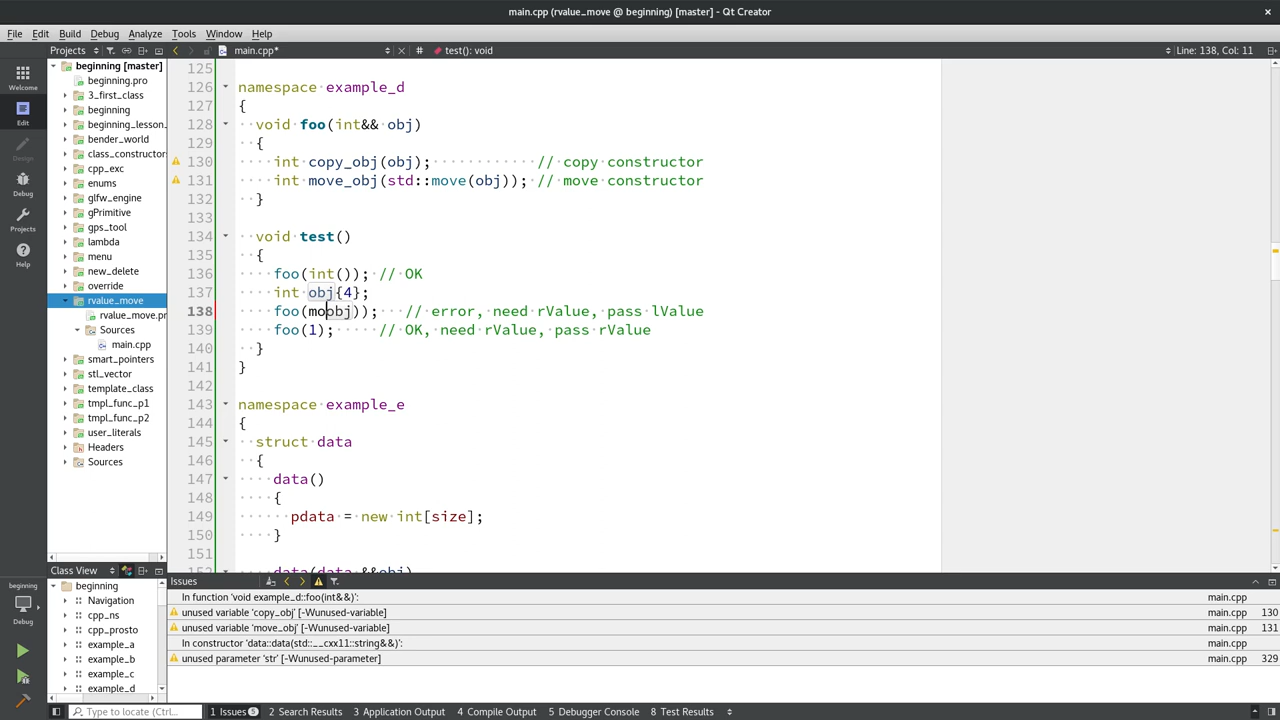 main.cpp (rvalue_move @ beginning) [master] - Qt Creator
File Edit Build Debug Analyze Tools Window Help
Projects main.cpp* # test(): void Line: 138, Col: 11
Welcome
Edit
Design
Debug
Projects
Help
beginning
Debug
beginning [master]
beginning.pro
3_first_class
beginning
beginning_lesson_
bender_world
class_constructor
cpp_exc
enums
glfw_engine
gPrimitive
gps_tool
lambda
menu
new_delete
override
rvalue_move
rvalue_move.pr
Sources
main.cpp
smart_pointers
stl_vector
template_class
tmpl_func_p1
tmpl_func_p2
user_literals
Headers
Sources
Class View
beginning
Navigation
cpp_ns
cpp_prosto
example_a
example_b
example_c
example_d
125
126 namespace example_d
127 {
128 void foo(int&& obj)
129 {
130 int copy_obj(obj); // copy constructor
131 int move_obj(std::move(obj)); // move constructor
132 }
133
134 void test()
135 {
136 foo(int()); // OK
137 int obj{4};
138 foo(moobj)); // error, need rValue, pass lValue
139 foo(1); // OK, need rValue, pass rValue
140 }
141 }
142
143 namespace example_e
144 {
145 struct data
146 {
147 data()
148 {
149 pdata = new int[size];
150 }
151
152 data(data &&obj)
Issues
In function 'void example_d::foo(int&&)': main.cpp
unused variable 'copy_obj' [-Wunused-variable] main.cpp 130
unused variable 'move_obj' [-Wunused-variable] main.cpp 131
In constructor 'data::data(std::__cxx11::string&&)': main.cpp
unused parameter 'str' [-Wunused-parameter] main.cpp 329
Type to locate (Ctrl... 1 Issues 5 2 Search Results 3 Application Output 4 Compile Output 5 Debugger Console 8 Test Results